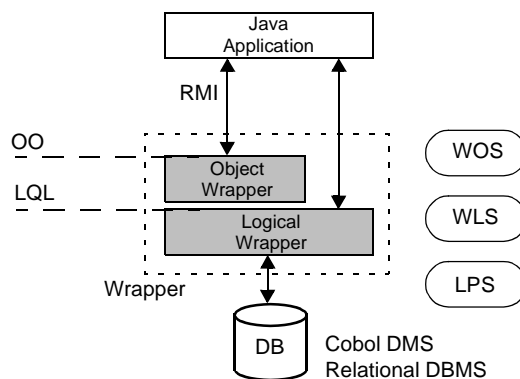 Java
Application
RMI
OO
Object
Wrapper
WOS
LQL
Logical
Wrapper
WLS
Wrapper
LPS
DB
Cobol DMS
Relational DBMS